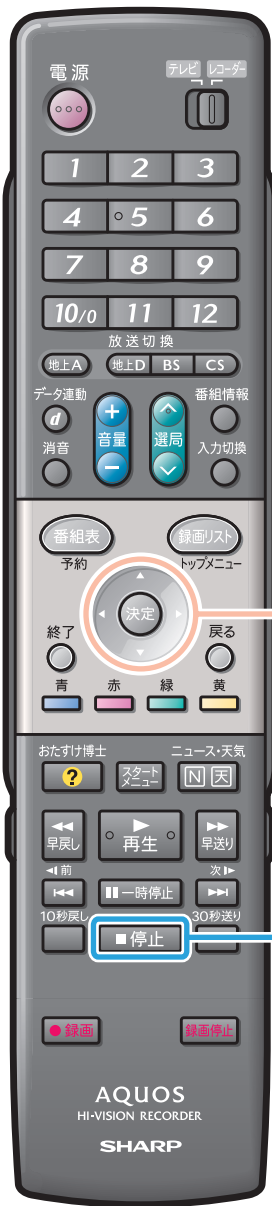 電源 テレビ レコーダー
1 2 3
4 5 6
7 8 9
10/0 11 12
放送切換
地上A 地上D BS CS
データ連動 番組情報
d + 音量 − 選局
消音 入力切換
番組表 録画リスト
予約 トップメニュー
決定
終了 戻る
青 赤 緑 黄
おたすけ博士 ニュース・天気
? スタートメニュー N 天
早戻し 再生 早送り
前 次
一時停止
10秒戻し 30秒送り
停止
録画 録画停止
AQUOS
HI-VISION RECORDER
SHARP